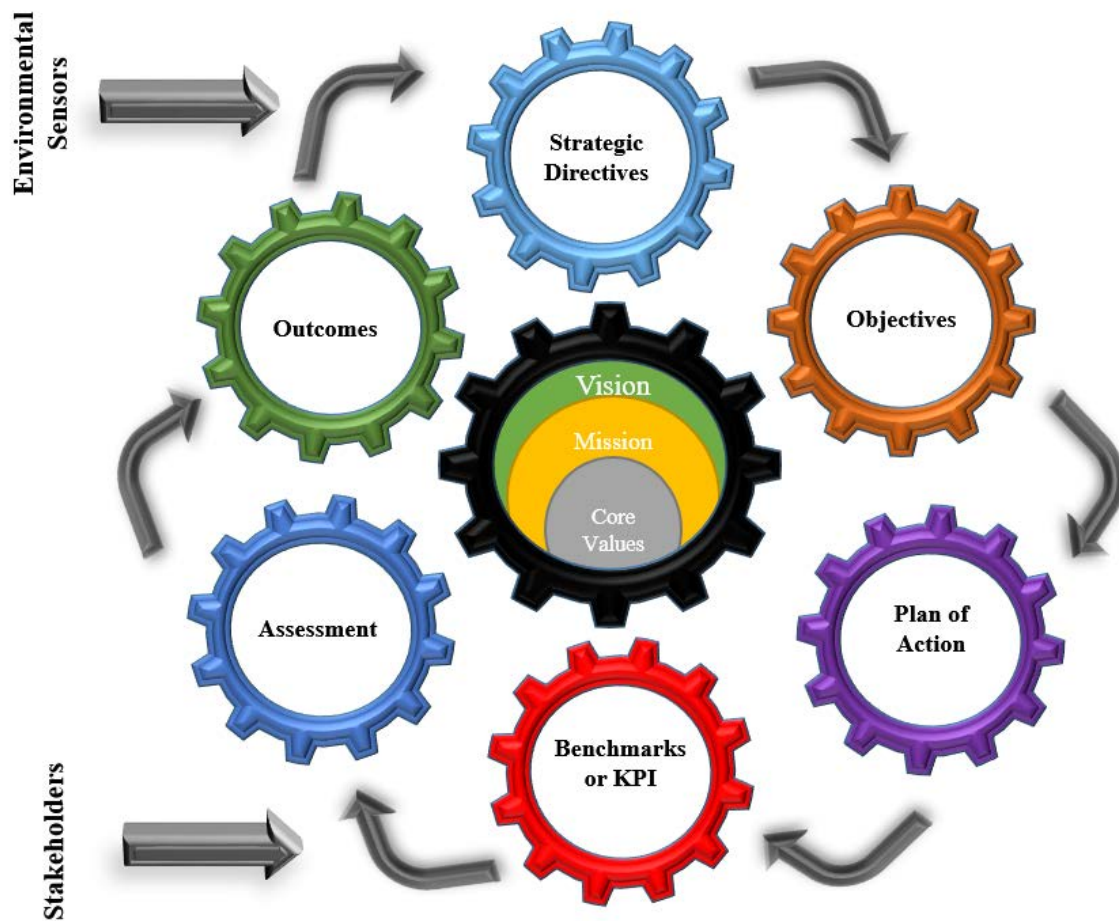 Environmental
Sensors
Strategic
Directives
Outcomes
Objectives
Vision
Mission
Core
Values
Assessment
Plan of
Action
Benchmarks
or KPI
Stakeholders